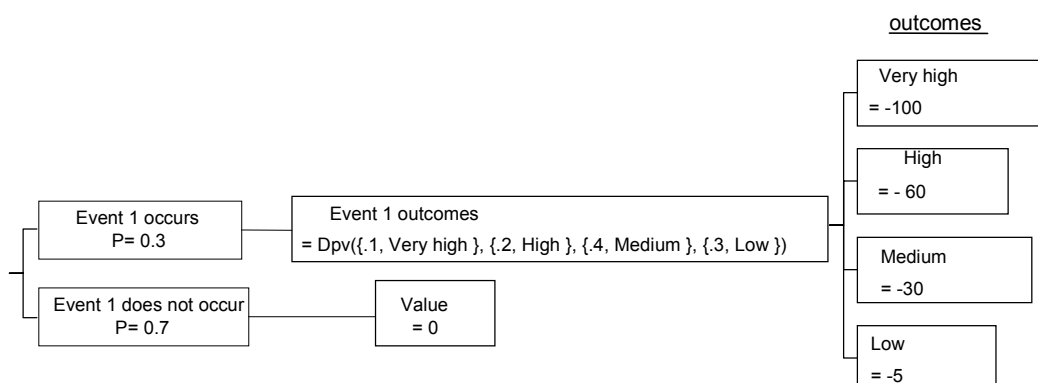 outcomes
Very high
= -100
High
= - 60
Event 1 occurs
P= 0.3
Event 1 outcomes
= Dpv({.1, Very high }, {.2, High }, {.4, Medium }, {.3, Low })
Medium
= -30
Event 1 does not occur
P= 0.7
Value
= 0
Low
= -5